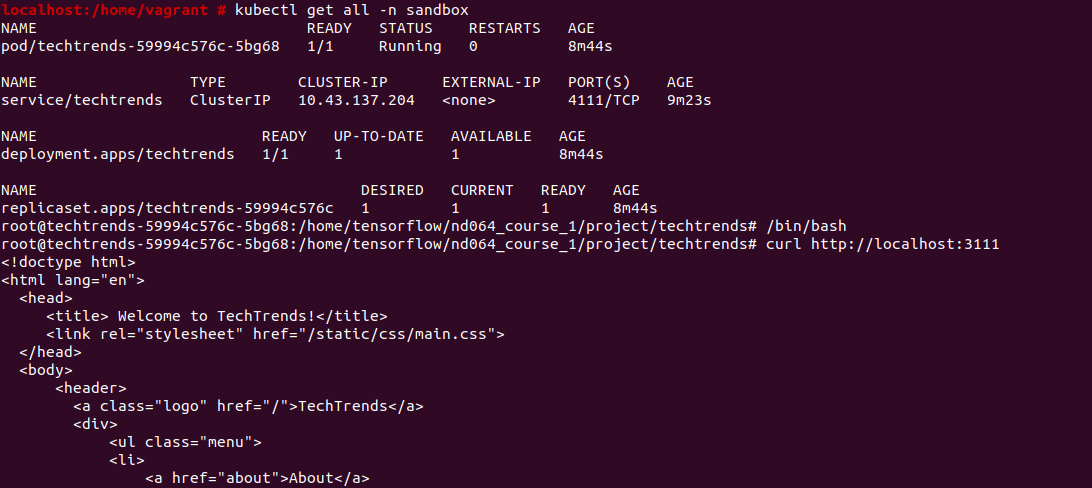 localhost:/home/vagrant # kubectl get all -n sandbox
NAME                              READY   STATUS    RESTARTS   AGE
pod/techtrends-59994c576c-5bg68   1/1     Running   0          8m44s

NAME                 TYPE        CLUSTER-IP      EXTERNAL-IP   PORT(S)    AGE
service/techtrends   ClusterIP   10.43.137.204   <none>        4111/TCP   9m23s

NAME                         READY   UP-TO-DATE   AVAILABLE   AGE
deployment.apps/techtrends   1/1     1            1           8m44s

NAME                                    DESIRED   CURRENT   READY   AGE
replicaset.apps/techtrends-59994c576c   1         1         1       8m44s
root@techtrends-59994c576c-5bg68:/home/tensorflow/nd064_course_1/project/techtrends# /bin/bash
root@techtrends-59994c576c-5bg68:/home/tensorflow/nd064_course_1/project/techtrends# curl http://localhost:3111
<!doctype html>
<html lang="en">
  <head>
     <title> Welcome to TechTrends!</title>
     <link rel="stylesheet" href="/static/css/main.css">
  </head>
  <body>
      <header>
        <a class="logo" href="/">TechTrends</a>
        <div>
            <ul class="menu">
            <li>
                <a href="about">About</a>